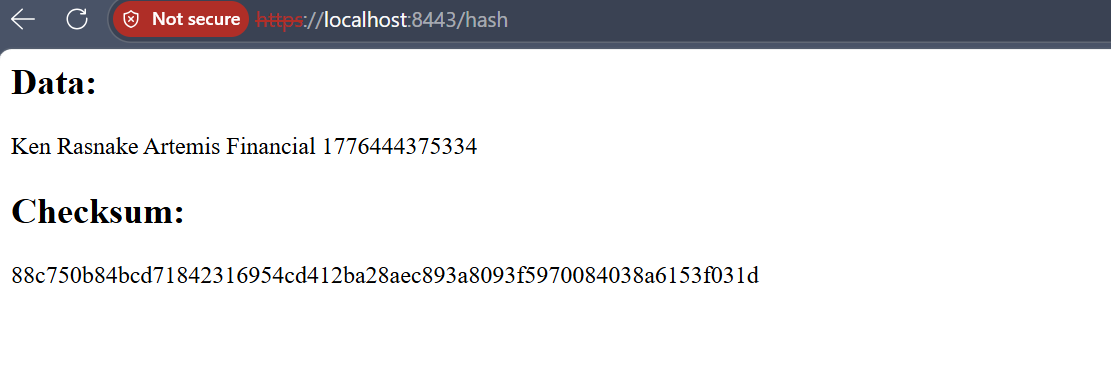 Not secure https://localhost:8443/hash
Data:
Ken Rasnake Artemis Financial 1776444375334
Checksum:
88c750b84bcd71842316954cd412ba28aec893a8093f5970084038a6153f031d